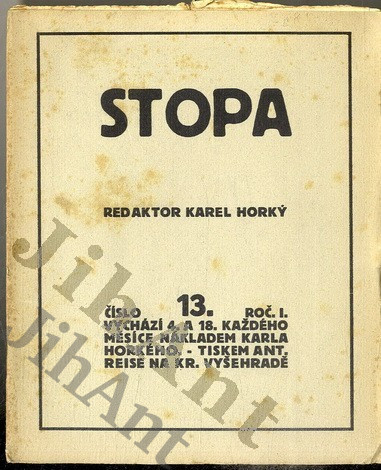 STOPA
REDAKTOR KAREL HORKÝ
ČÍSLO 13. ROČ. I.
VYCHÁZÍ 4. A 18. KAŽDÉHO
MĚSÍCE NÁKLADEM KARLA
HORKÉHO. - TISKEM ANT.
REISE NA KR. VYŠEHRADĚ
JihAnt
JihAnt